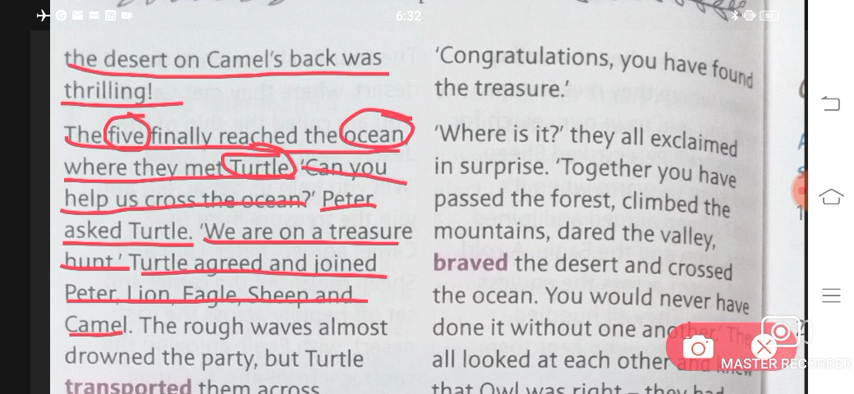 6:32
the desert on Camel's back was
thrilling!
The five finally reached the ocean
where they met Turtle. 'Can you
help us cross the ocean?' Peter
asked Turtle. 'We are on a treasure
hunt.' Turtle agreed and joined
Peter, Lion, Eagle, Sheep and
Camel. The rough waves almost
drowned the party, but Turtle
transported them across
'Congratulations, you have found
the treasure.'
'Where is it?' they all exclaimed
in surprise. 'Together you have
passed the forest, climbed the
mountains, dared the valley,
braved the desert and crossed
the ocean. You would never have
done it without one another.' The
all looked at each other and knew
that Owl was right – they had
MASTER RECORDER